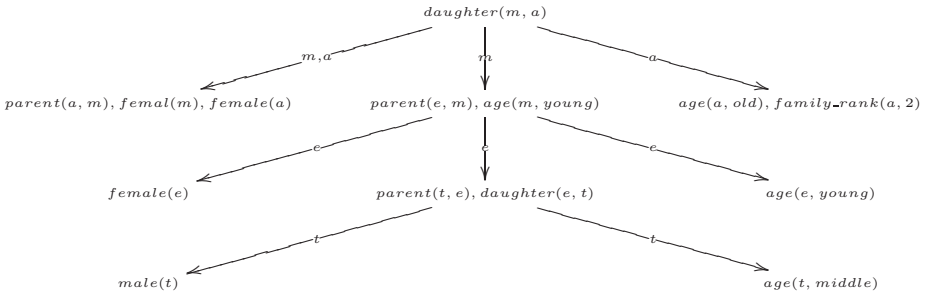 daughter(m, a)
m,a m a
parent(a, m), femal(m), female(a) parent(e, m), age(m, young) age(a, old), family_rank(a, 2)
e e e
female(e) parent(t, e), daughter(e, t) age(e, young)
t t
male(t) age(t, middle)